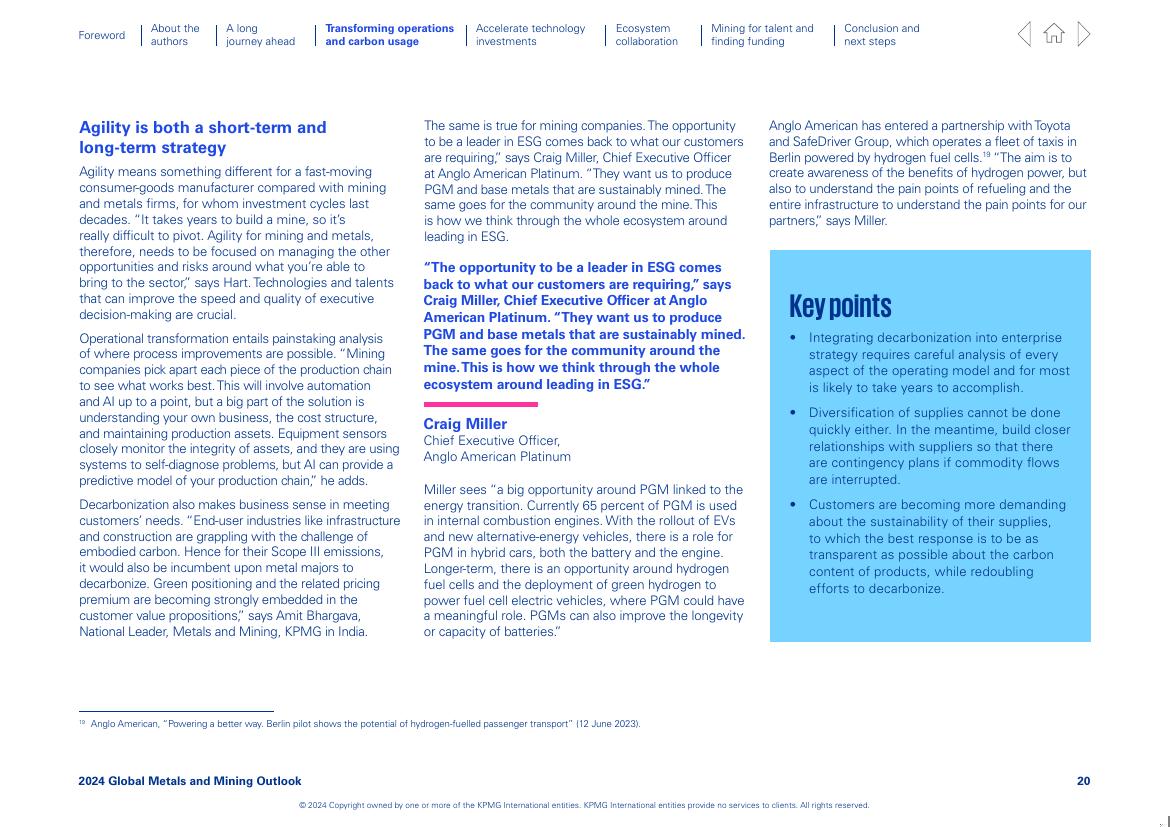 Foreword
About the
authors
A long
journey ahead
Transforming operations
and carbon usage
Accelerate technology
investments
Ecosystem
collaboration
Mining for talent and
finding funding
Conclusion and
next steps
Agility is both a short-term and
long-term strategy
Agility means something different for a fast-moving
consumer-goods manufacturer compared with mining
and metals firms, for whom investment cycles last
decades. “It takes years to build a mine, so it’s
really difficult to pivot. Agility for mining and metals,
therefore, needs to be focused on managing the other
opportunities and risks around what you’re able to
bring to the sector,” says Hart. Technologies and talents
that can improve the speed and quality of executive
decision-making are crucial.
Operational transformation entails painstaking analysis
of where process improvements are possible. “Mining
companies pick apart each piece of the production chain
to see what works best. This will involve automation
and AI up to a point, but a big part of the solution is
understanding your own business, the cost structure,
and maintaining production assets. Equipment sensors
closely monitor the integrity of assets, and they are using
systems to self-diagnose problems, but AI can provide a
predictive model of your production chain,” he adds.
Decarbonization also makes business sense in meeting
customers’ needs. “End-user industries like infrastructure
and construction are grappling with the challenge of
embodied carbon. Hence for their Scope III emissions,
it would also be incumbent upon metal majors to
decarbonize. Green positioning and the related pricing
premium are becoming strongly embedded in the
customer value propositions,” says Amit Bhargava,
National Leader, Metals and Mining, KPMG in India.
The same is true for mining companies. The opportunity
to be a leader in ESG comes back to what our customers
are requiring,” says Craig Miller, Chief Executive Officer
at Anglo American Platinum. “They want us to produce
PGM and base metals that are sustainably mined. The
same goes for the community around the mine. This
is how we think through the whole ecosystem around
leading in ESG.
“The opportunity to be a leader in ESG comes
back to what our customers are requiring,” says
Craig Miller, Chief Executive Officer at Anglo
American Platinum. “They want us to produce
PGM and base metals that are sustainably mined.
The same goes for the community around the
mine. This is how we think through the whole
ecosystem around leading in ESG.”
Craig Miller
Chief Executive Officer,
Anglo American Platinum
Miller sees “a big opportunity around PGM linked to the
energy transition. Currently 65 percent of PGM is used
in internal combustion engines. With the rollout of EVs
and new alternative-energy vehicles, there is a role for
PGM in hybrid cars, both the battery and the engine.
Longer-term, there is an opportunity around hydrogen
fuel cells and the deployment of green hydrogen to
power fuel cell electric vehicles, where PGM could have
a meaningful role. PGMs can also improve the longevity
or capacity of batteries.”
Anglo American has entered a partnership with Toyota
and SafeDriver Group, which operates a fleet of taxis in
Berlin powered by hydrogen fuel cells.19 “The aim is to
create awareness of the benefits of hydrogen power, but
also to understand the pain points of refueling and the
entire infrastructure to understand the pain points for our
partners,” says Miller.
Key points
• Integrating decarbonization into enterprise
strategy requires careful analysis of every
aspect of the operating model and for most
is likely to take years to accomplish.
• Diversification of supplies cannot be done
quickly either. In the meantime, build closer
relationships with suppliers so that there
are contingency plans if commodity flows
are interrupted.
• Customers are becoming more demanding
about the sustainability of their supplies,
to which the best response is to be as
transparent as possible about the carbon
content of products, while redoubling
efforts to decarbonize.
19 Anglo American, “Powering a better way. Berlin pilot shows the potential of hydrogen-fuelled passenger transport” (12 June 2023).
2024 Global Metals and Mining Outlook
20
© 2024 Copyright owned by one or more of the KPMG International entities. KPMG International entities provide no services to clients. All rights reserved.